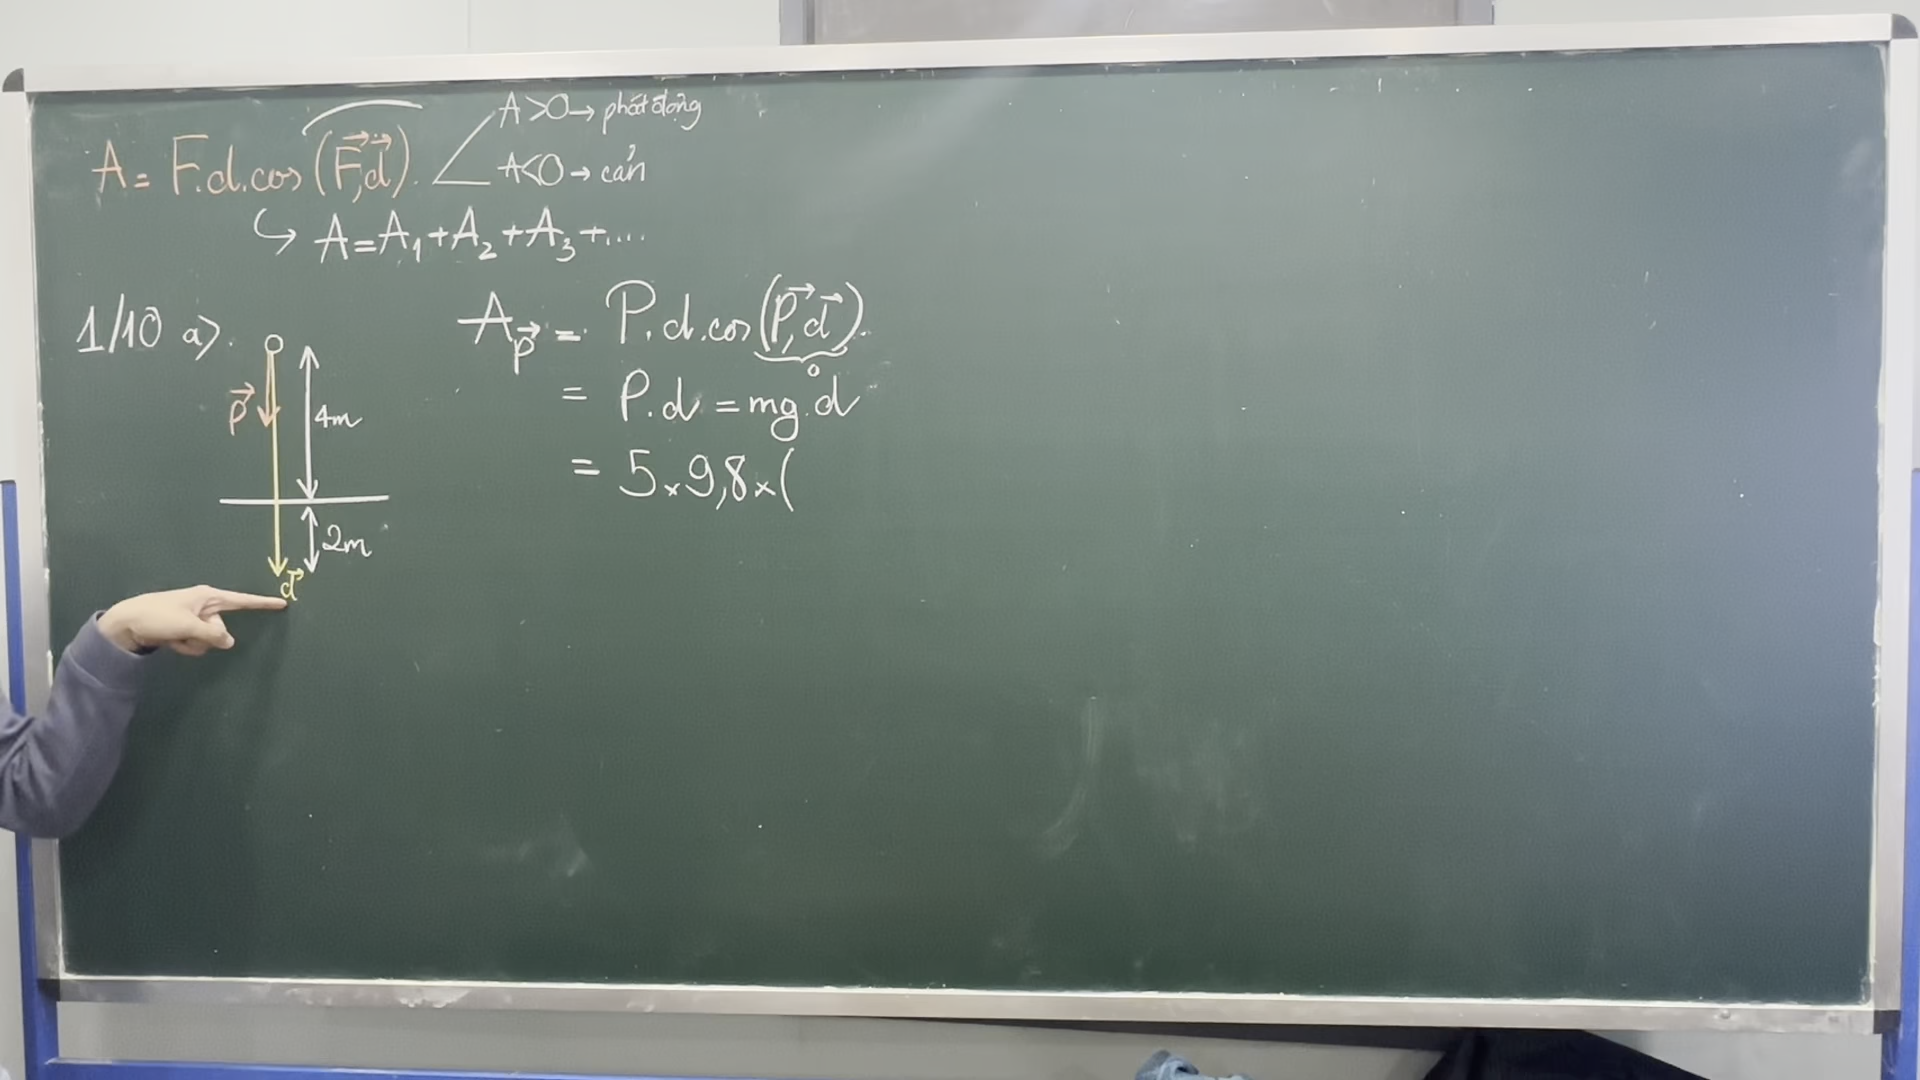 A = F.d.cos (F⃗,d⃗)
A>0 → phát động
A<0 → cản
↪ A = A₁ + A₂ + A₃ + ....
1/10 a)
P⃗
4m
2m
d⃗
A_P⃗ = P.d.cos (P⃗,d⃗)
0
= P.d = mg.d
= 5 × 9,8 × (